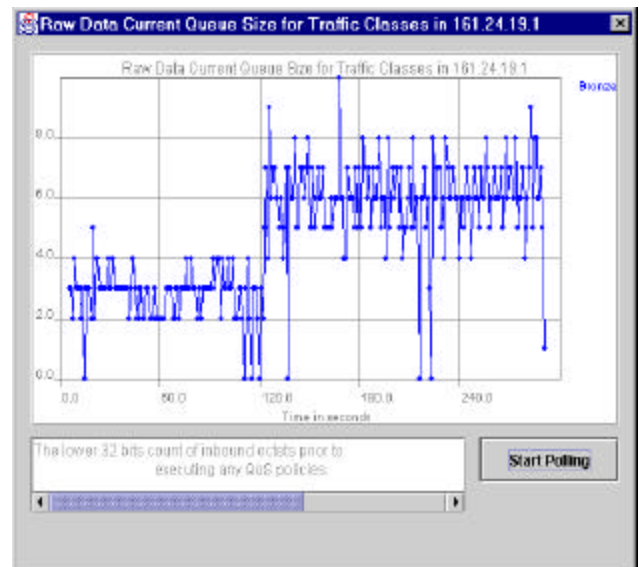 Raw Data Current Queue Size for Traffic Classes in 161.24.19.1
Raw Data Current Queue Size for Traffic Classes in 161.24.19.1
Bronze
8.0
6.0
4.0
2.0
0.0
0.0
60.0
120.0
180.0
240.0
Time in seconds
The lower 32 bits count of inbound octets prior to
executing any QoS policies.
Start Polling